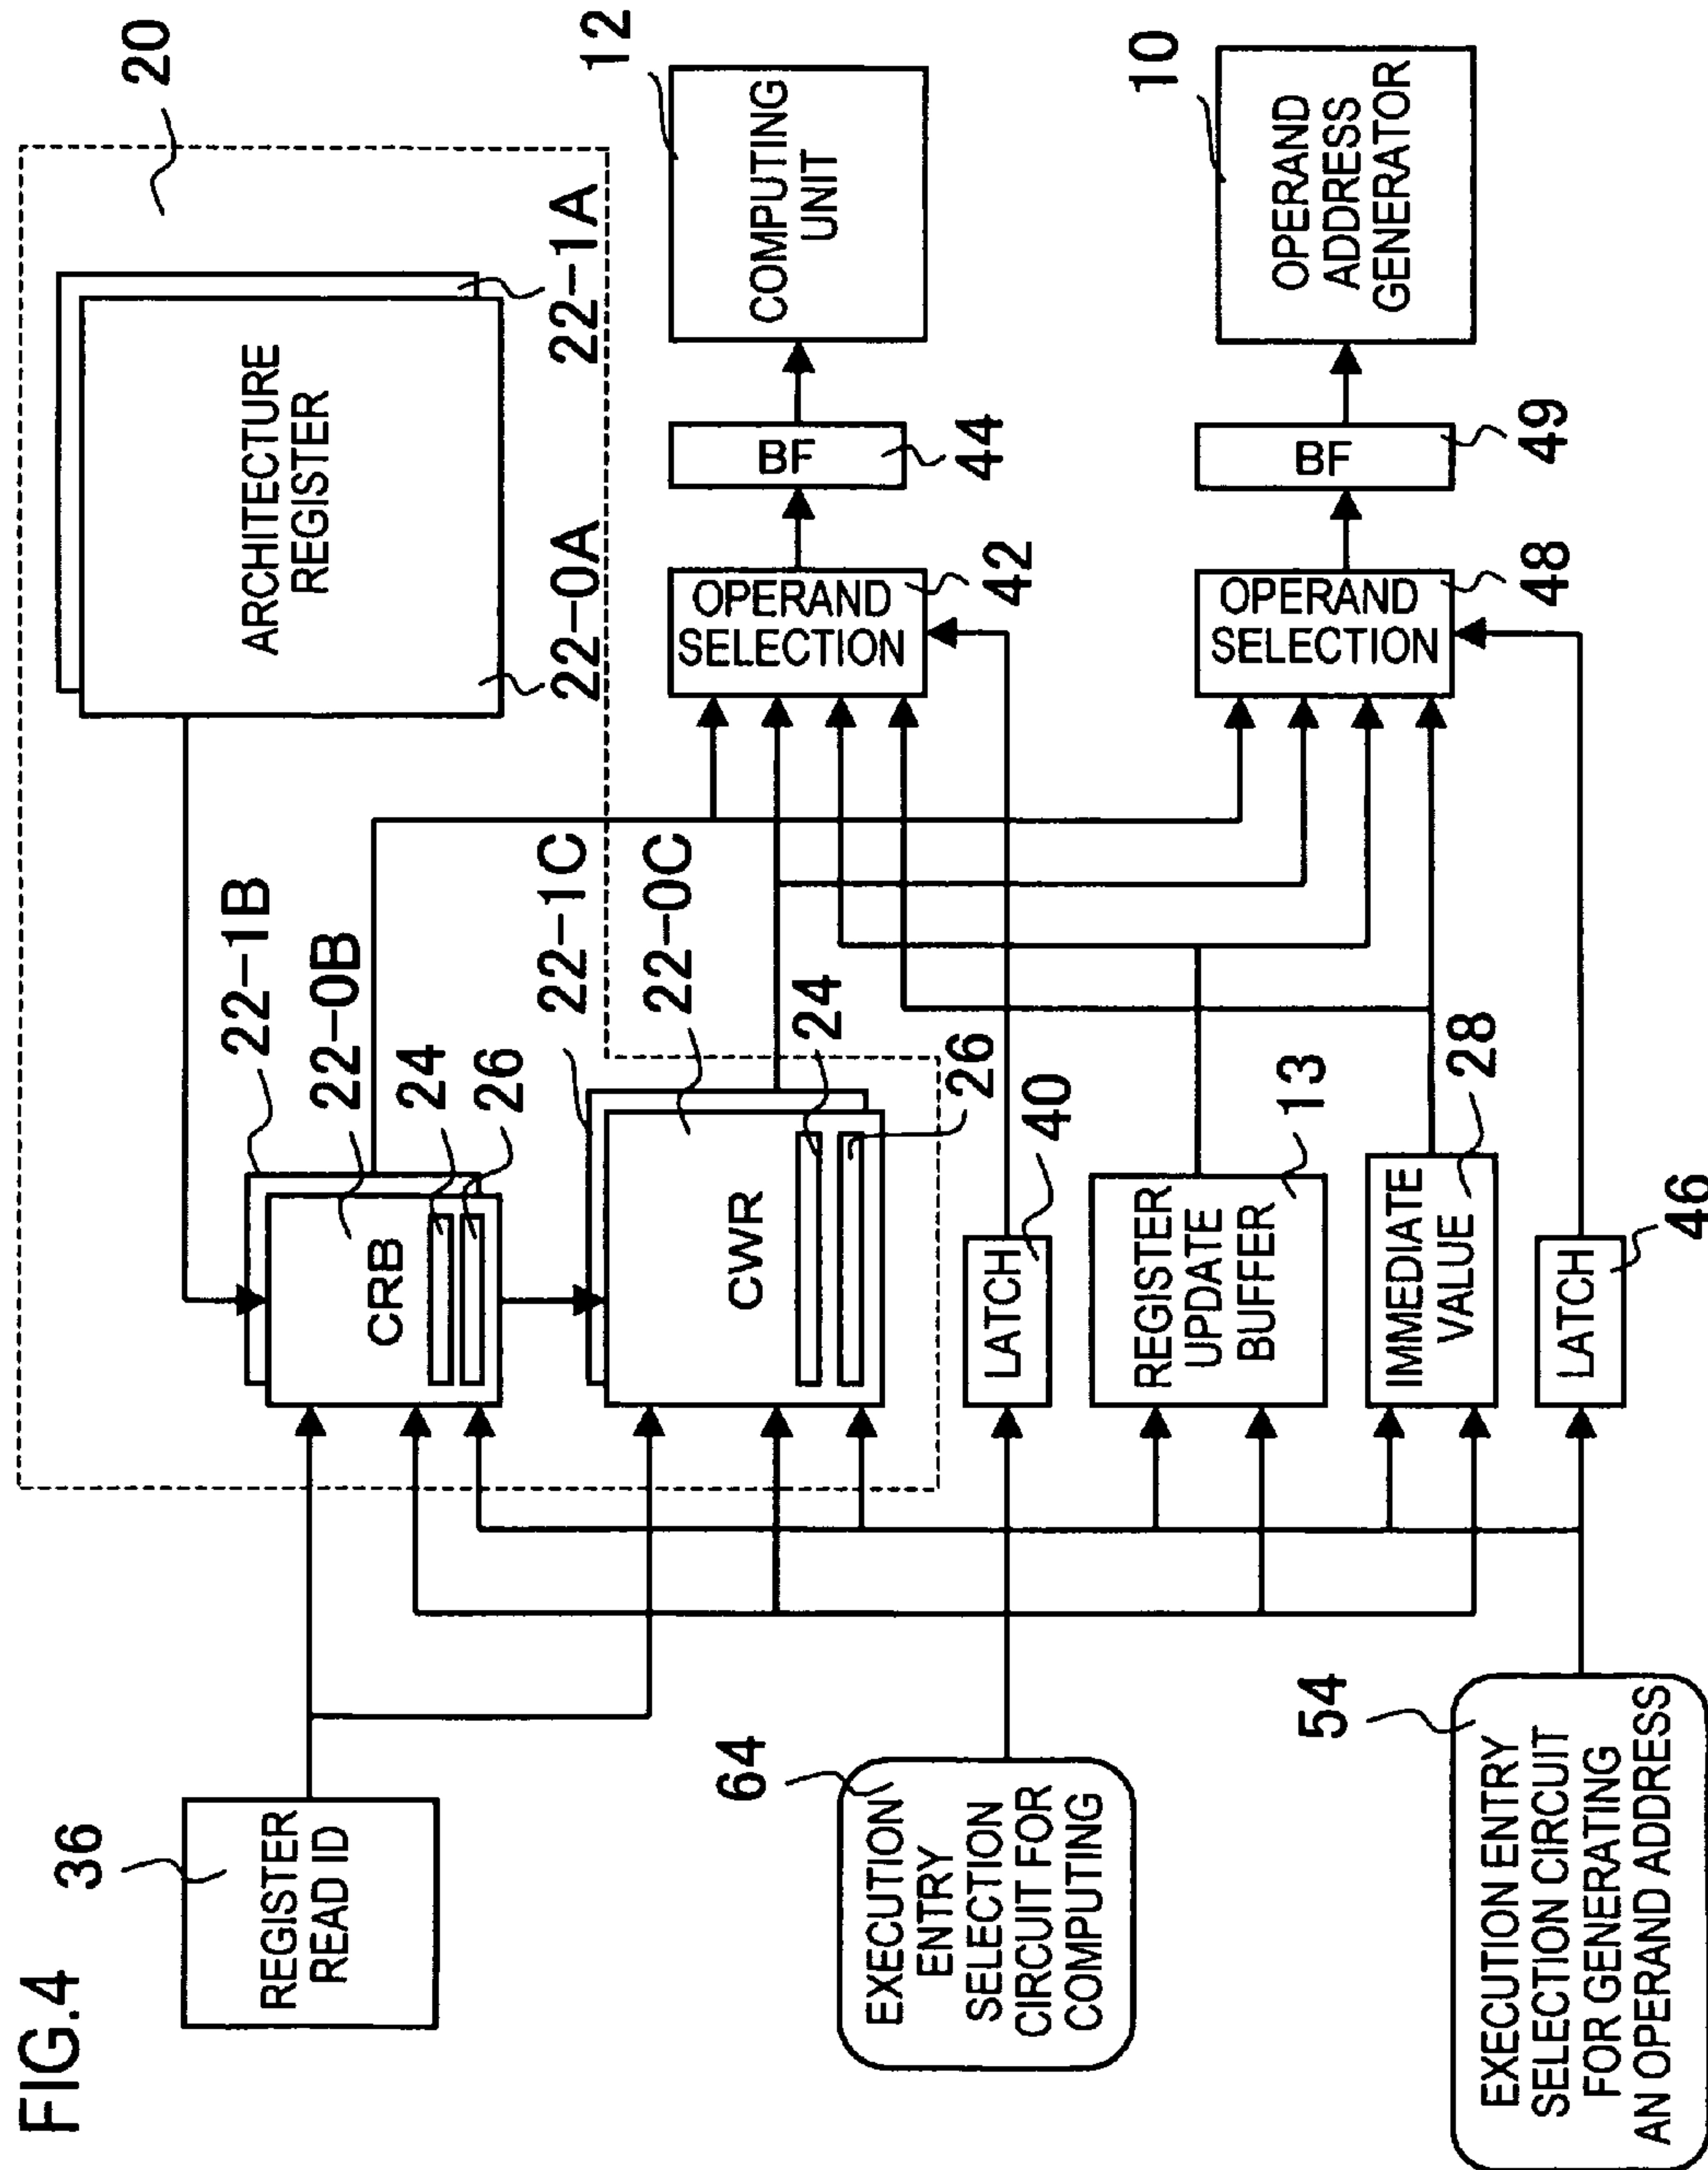 FIG.4
36
REGISTER
READ ID
64
EXECUTION
ENTRY
SELECTION
CIRCUIT FOR
COMPUTING
54
EXECUTION ENTRY
SELECTION CIRCUIT
FOR GENERATING
AN OPERAND ADDRESS
20
22-1B
22-0B
24
26
CRB
22-1C
22-0C
24
26
CWR
LATCH
40
REGISTER
UPDATE
BUFFER
13
IMMEDIATE
VALUE
28
LATCH
46
ARCHITECTURE
REGISTER
22-0A
22-1A
OPERAND
SELECTION
42
BF
44
COMPUTING
UNIT
12
OPERAND
SELECTION
48
BF
49
OPERAND
ADDRESS
GENERATOR
10